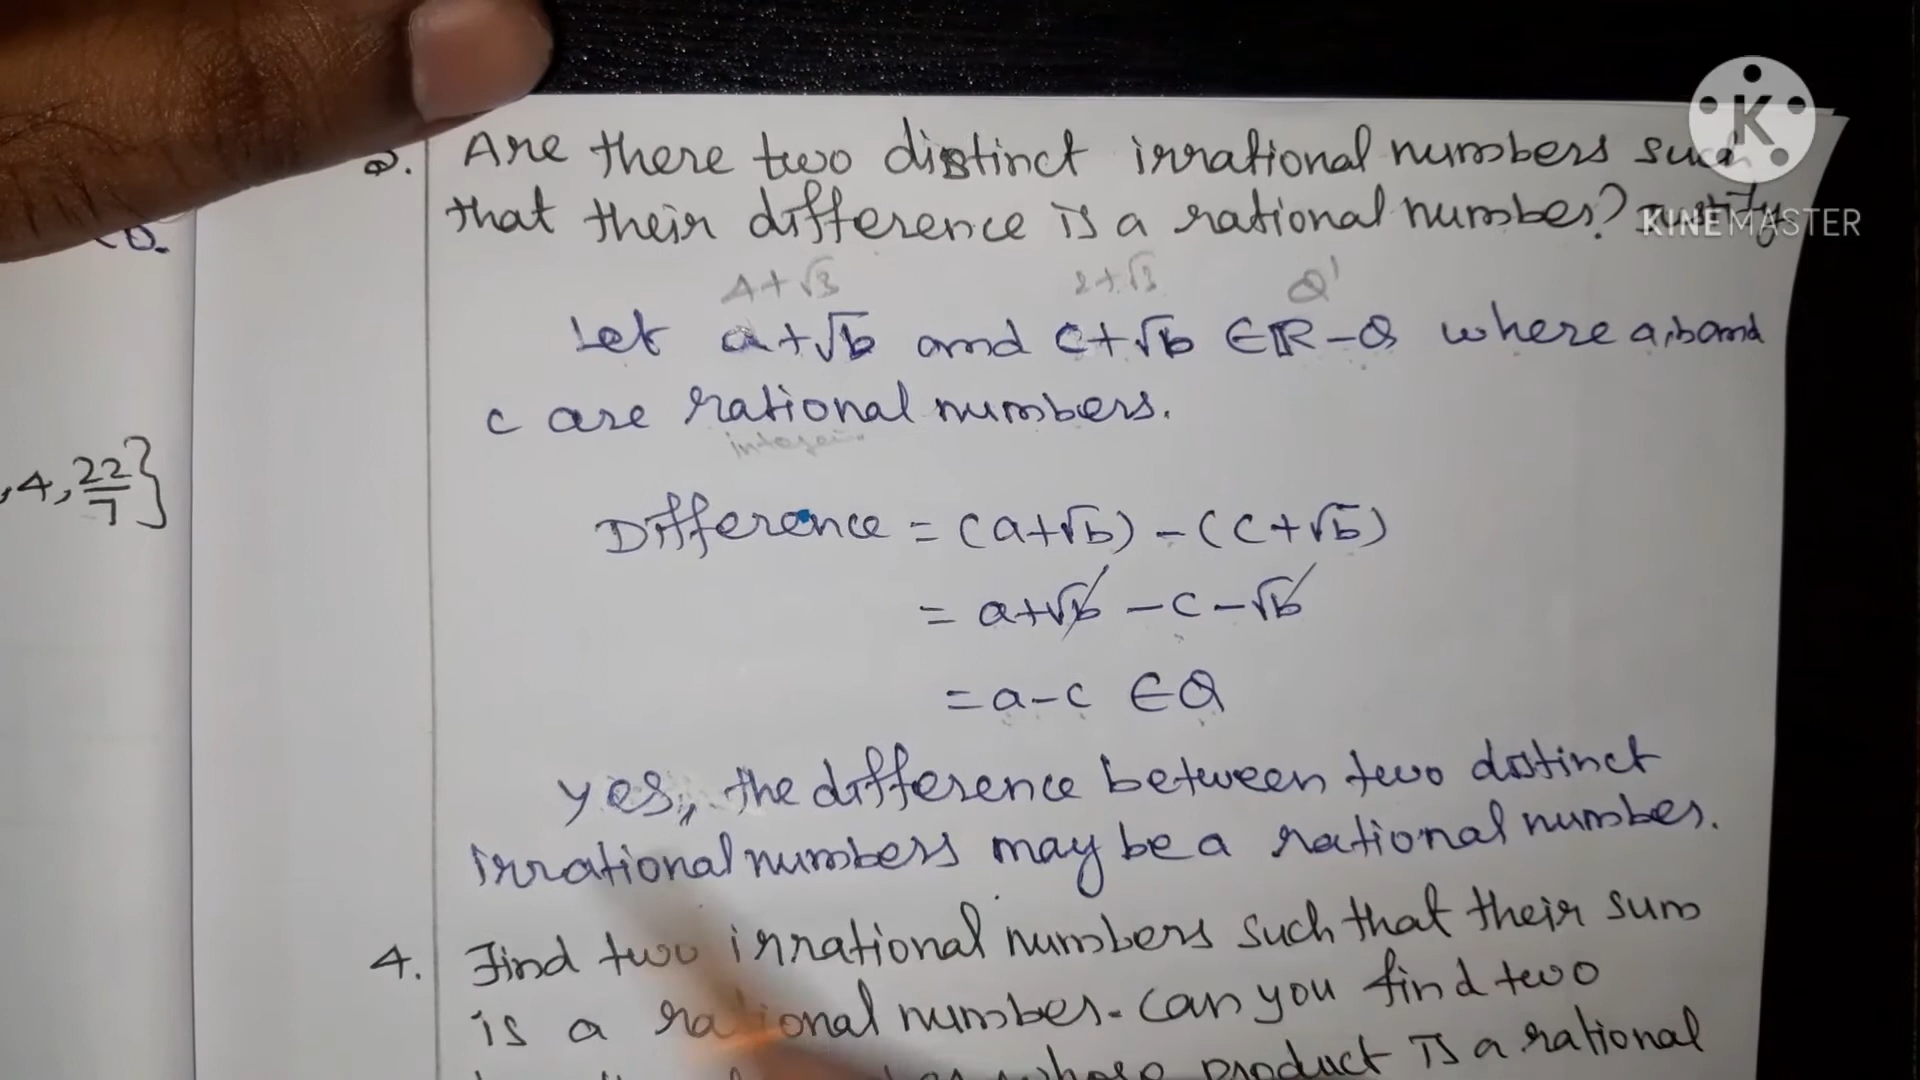 2. Are there two distinct irrational numbers such
that their difference is a rational number? Justify
4+√3 2+√3 Q'
Let a+√b and c+√b ∈ R-Q where a,b and
c are rational numbers.
,4,22/7}
Difference = (a+√b) - (c+√b)
= a+√b - c - √b
= a-c ∈ Q
yes, the difference between two distinct
irrational numbers may be a rational number.
4. Find two irrational numbers such that their sum
is a rational number. Can you find two
whose product is a rational
K
KINEMASTER